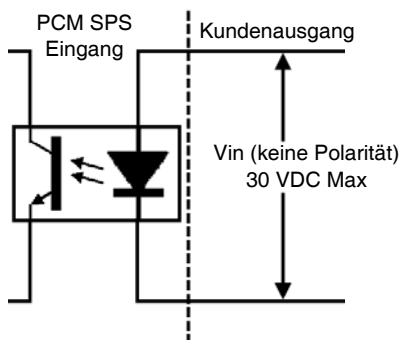 PCM SPS
Eingang
Kundenausgang
Vin (keine Polarität)
30 VDC Max